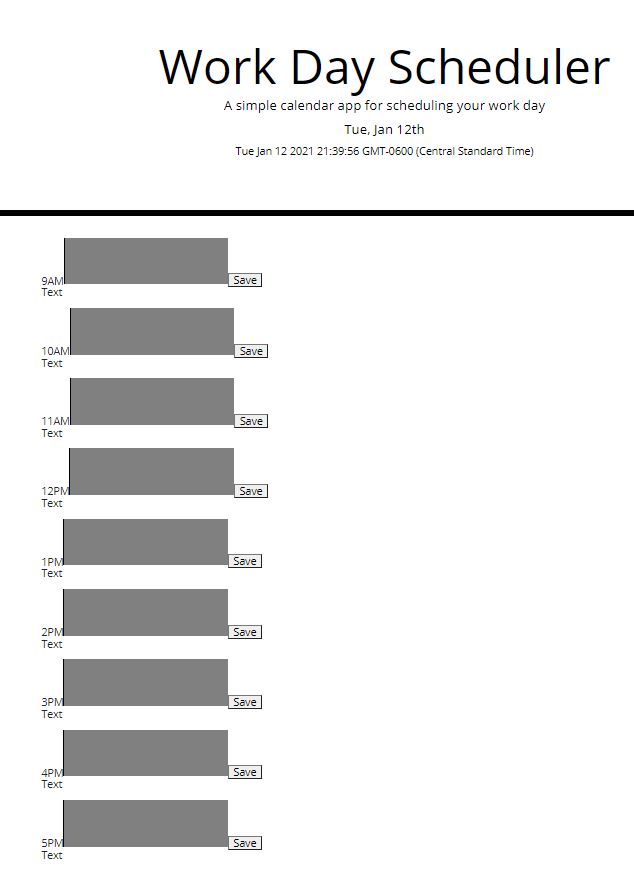 Work Day Scheduler
A simple calendar app for scheduling your work day
Tue, Jan 12th
Tue Jan 12 2021 21:39:56 GMT-0600 (Central Standard Time)
9AM Save
Text
10AM Save
Text
11AM Save
Text
12PM Save
Text
1PM Save
Text
2PM Save
Text
3PM Save
Text
4PM Save
Text
5PM Save
Text